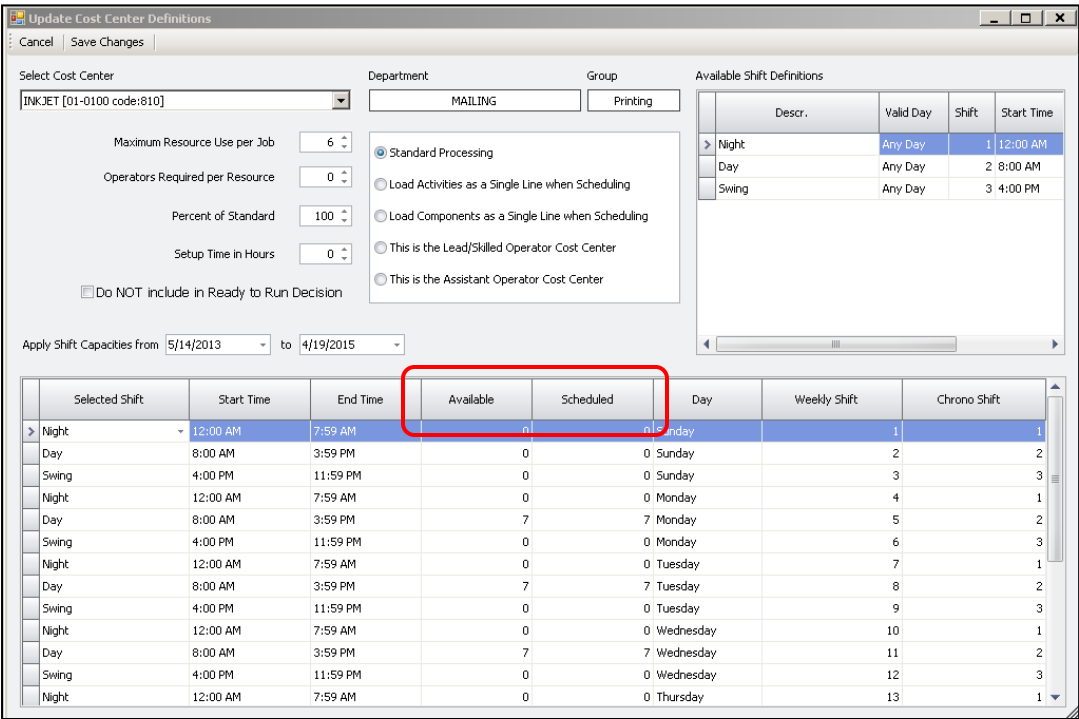 Update Cost Center Definitions
Cancel Save Changes
Select Cost Center Department Group Available Shift Definitions
INKJET [01-0100 code:810] MAILING Printing
Descr. Valid Day Shift Start Time
Night Any Day 1 12:00 AM
Day Any Day 2 8:00 AM
Swing Any Day 3 4:00 PM
Maximum Resource Use per Job 6
Operators Required per Resource 0
Percent of Standard 100
Setup Time in Hours 0
Do NOT include in Ready to Run Decision
Standard Processing
Load Activities as a Single Line when Scheduling
Load Components as a Single Line when Scheduling
This is the Lead/Skilled Operator Cost Center
This is the Assistant Operator Cost Center
Apply Shift Capacities from 5/14/2013 to 4/19/2015
Selected Shift Start Time End Time Available Scheduled Day Weekly Shift Chrono Shift
Night 12:00 AM 7:59 AM 0 0 Sunday 1 1
Day 8:00 AM 3:59 PM 0 0 Sunday 2 2
Swing 4:00 PM 11:59 PM 0 0 Sunday 3 3
Night 12:00 AM 7:59 AM 0 0 Monday 4 1
Day 8:00 AM 3:59 PM 7 7 Monday 5 2
Swing 4:00 PM 11:59 PM 0 0 Monday 6 3
Night 12:00 AM 7:59 AM 0 0 Tuesday 7 1
Day 8:00 AM 3:59 PM 7 7 Tuesday 8 2
Swing 4:00 PM 11:59 PM 0 0 Tuesday 9 3
Night 12:00 AM 7:59 AM 0 0 Wednesday 10 1
Day 8:00 AM 3:59 PM 7 7 Wednesday 11 2
Swing 4:00 PM 11:59 PM 0 0 Wednesday 12 3
Night 12:00 AM 7:59 AM 0 0 Thursday 13 1